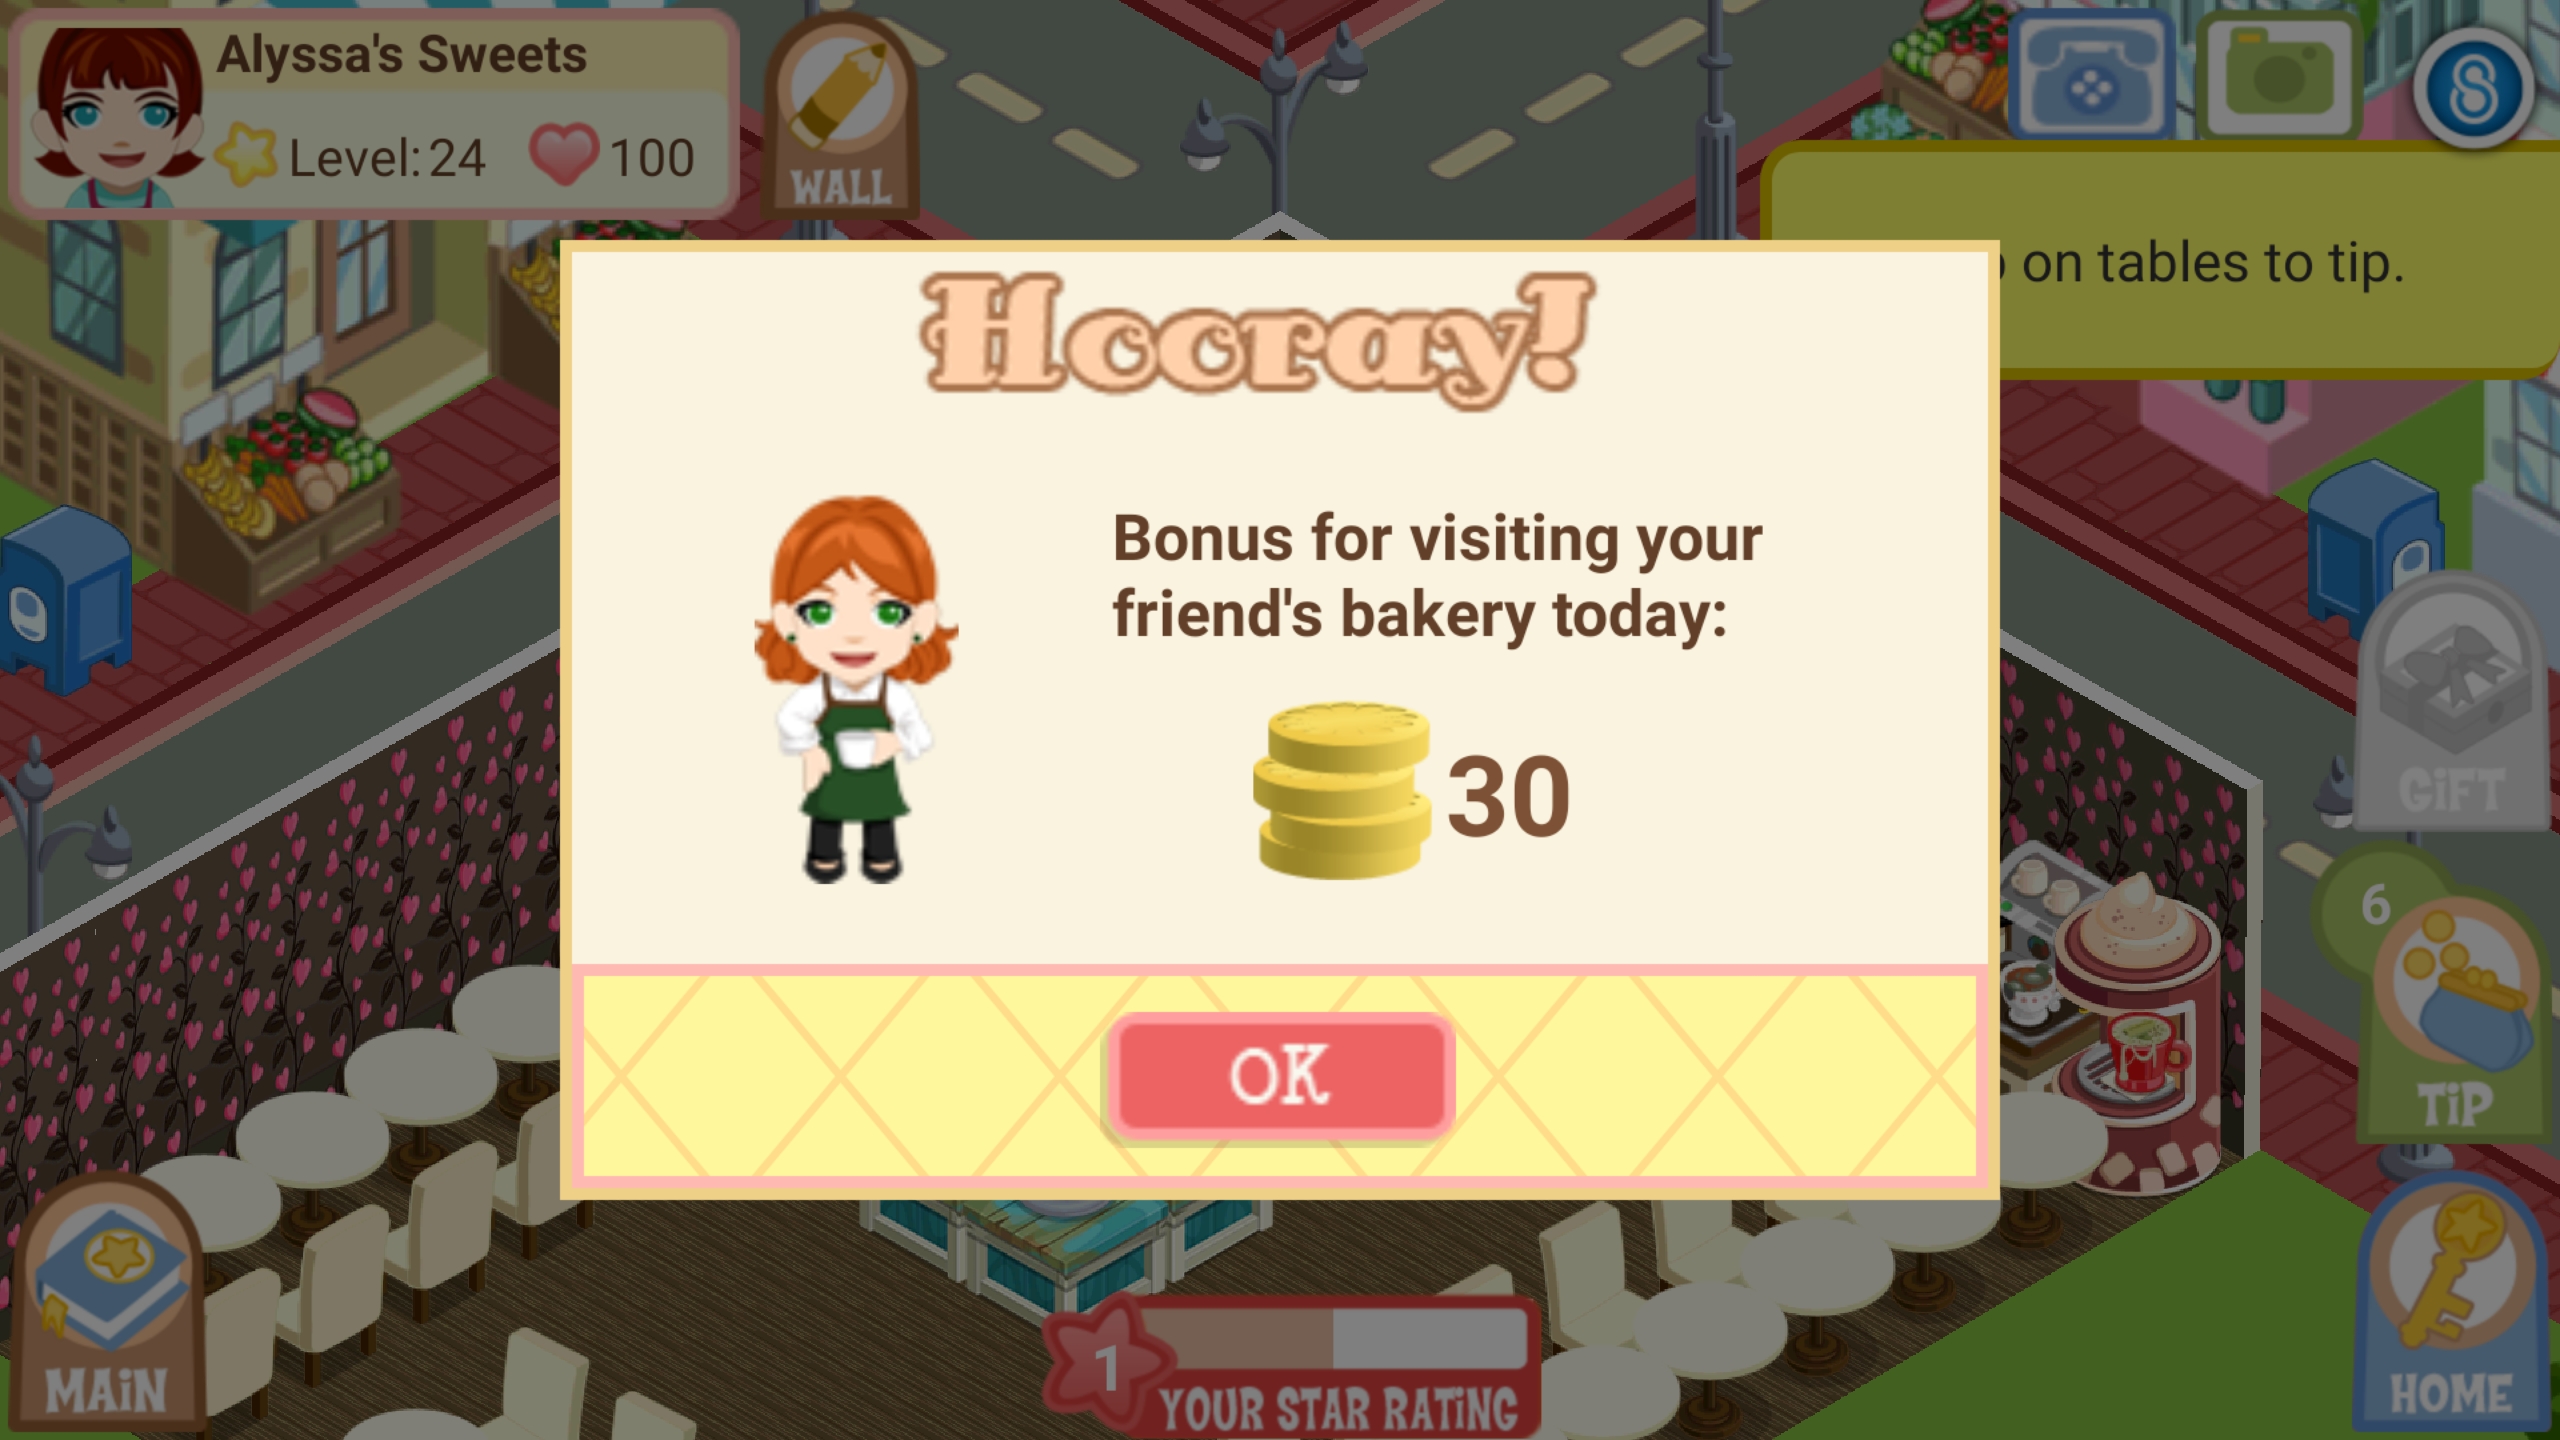 Alyssa's Sweets
Level: 24
100
WALL
on tables to tip.
Hooray!
Bonus for visiting your
friend's bakery today:
30
OK
GiFT
6
TiP
MAiN
1
YOUR STAR RATiNG
HOME